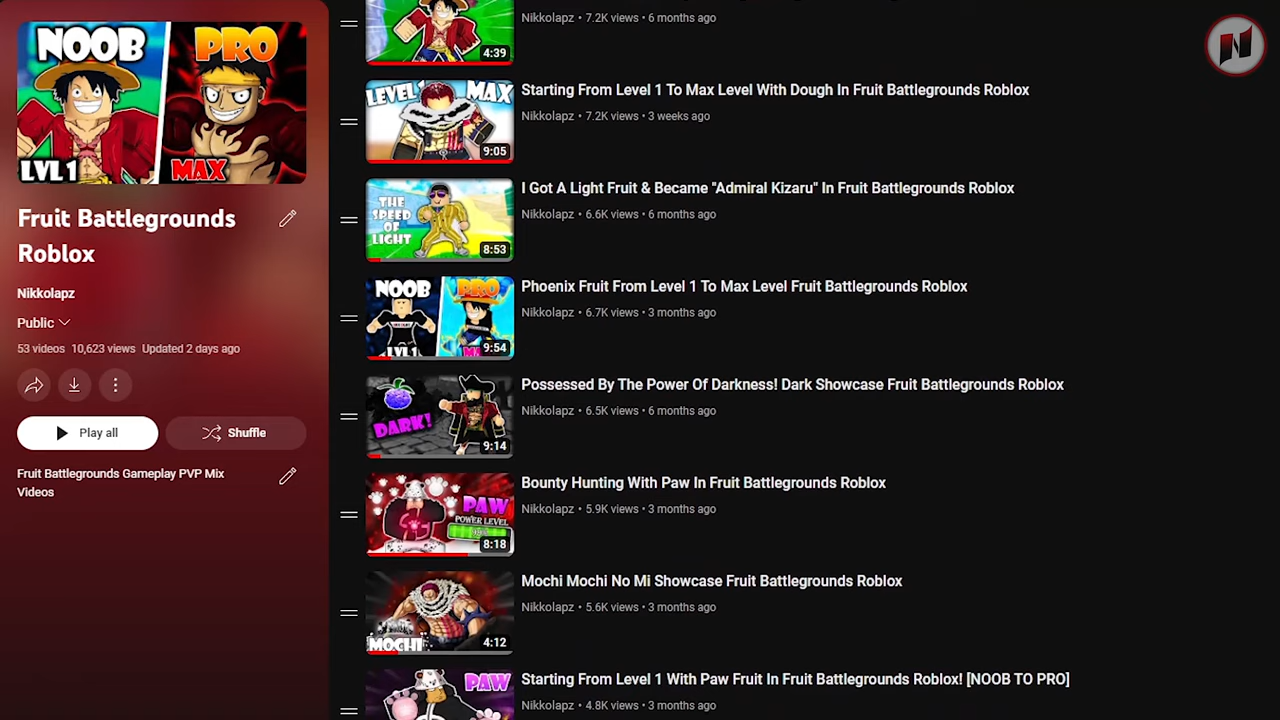 NOOB PRO
LVL 1 MAX
Fruit Battlegrounds
Roblox
Nikkolapz
Public
53 videos 10,623 views Updated 2 days ago
Play all
Shuffle
Fruit Battlegrounds Gameplay PVP Mix
Videos
4:39
Nikkolapz • 7.2K views • 6 months ago
LEVEL MAX
9:05
Starting From Level 1 To Max Level With Dough In Fruit Battlegrounds Roblox
Nikkolapz • 7.2K views • 3 weeks ago
THE
SPEED
OF
LIGHT
8:53
I Got A Light Fruit & Became "Admiral Kizaru" In Fruit Battlegrounds Roblox
Nikkolapz • 6.6K views • 6 months ago
NOOB PRO
LVL 1
9:54
Phoenix Fruit From Level 1 To Max Level Fruit Battlegrounds Roblox
Nikkolapz • 6.7K views • 3 months ago
DARK!
9:14
Possessed By The Power Of Darkness! Dark Showcase Fruit Battlegrounds Roblox
Nikkolapz • 6.5K views • 6 months ago
PAW
POWER LEVEL
8:18
Bounty Hunting With Paw In Fruit Battlegrounds Roblox
Nikkolapz • 5.9K views • 3 months ago
MOCHI
4:12
Mochi Mochi No Mi Showcase Fruit Battlegrounds Roblox
Nikkolapz • 5.6K views • 3 months ago
PAW
Starting From Level 1 With Paw Fruit In Fruit Battlegrounds Roblox! [NOOB TO PRO]
Nikkolapz • 4.8K views • 3 months ago
N